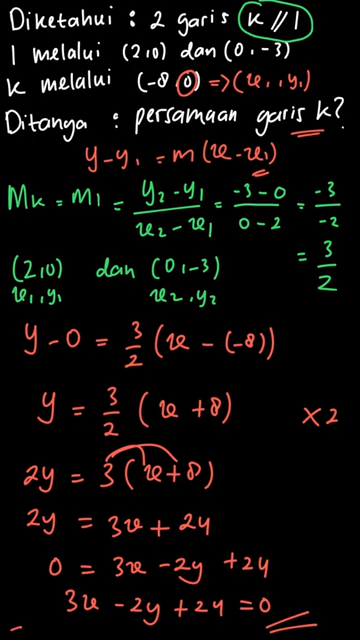 Diketahui : 2 garis k // l
l melalui (2,0) dan (0,-3)
k melalui (-8,0) => (x₁, y₁)
Ditanya : persamaan garis k?
y - y₁ = m (x - x₁)
Mk = Ml = y₂ - y₁ / x₂ - x₁ = -3 - 0 / 0 - 2 = -3 / -2
= 3 / 2
(2,0) dan (0,-3)
x₁, y₁ x₂, y₂
y - 0 = 3/2 (x - (-8))
y = 3/2 (x + 8) × 2
2y = 3 (x + 8)
2y = 3x + 24
0 = 3x - 2y + 24
3x - 2y + 24 = 0